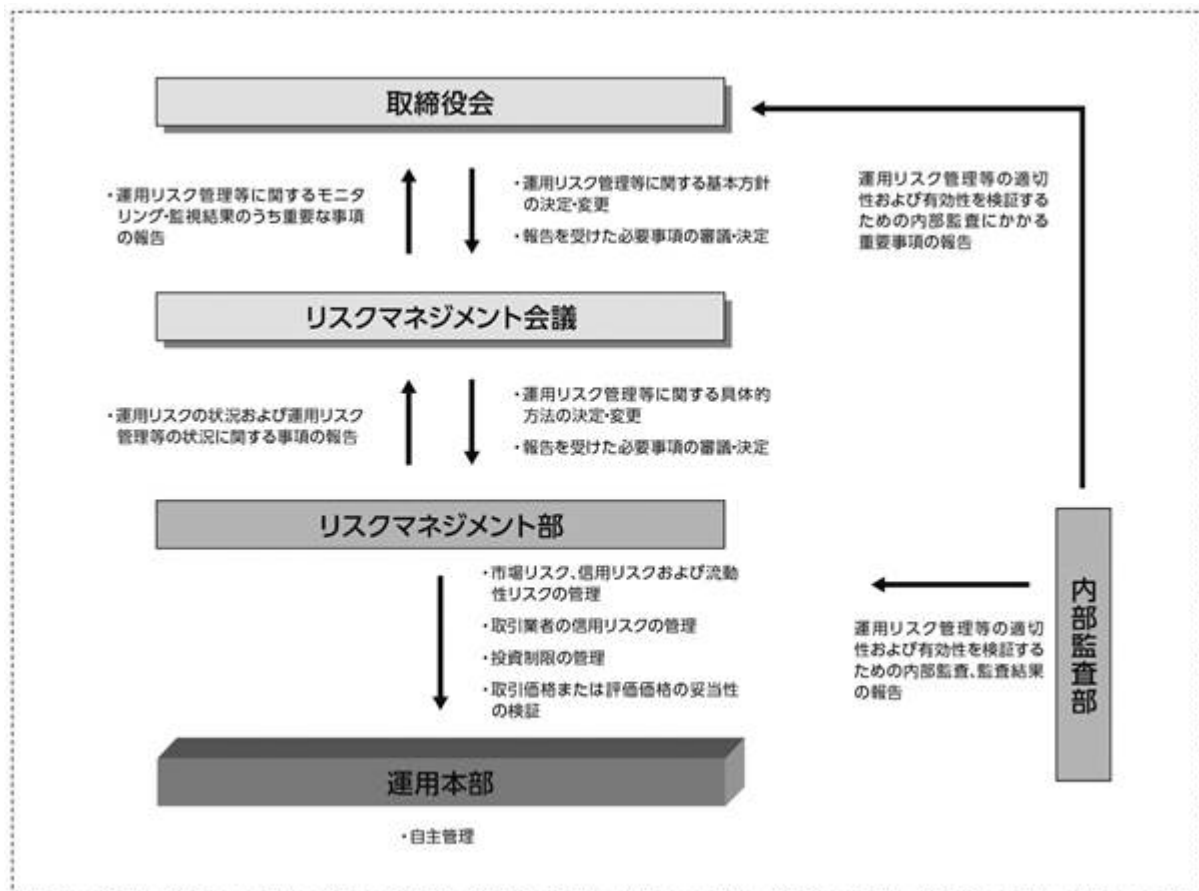 取締役会
・運用リスク管理等に関するモニタ
リング・監視結果のうち重要な事項
の報告
・運用リスク管理等に関する基本方針
の決定・変更
・報告を受けた必要事項の審議・決定
運用リスク管理等の適切
性および有効性を検証する
ための内部監査にかかる
重要事項の報告
リスクマネジメント会議
・運用リスクの状況および運用リスク
管理等の状況に関する事項の報告
・運用リスク管理等に関する具体的
方法の決定・変更
・報告を受けた必要事項の審議・決定
リスクマネジメント部
・市場リスク、信用リスクおよび流動
性リスクの管理
・取引業者の信用リスクの管理
・投資制限の管理
・取引価格または評価価格の妥当性
の検証
運用リスク管理等の適切
性および有効性を検証する
ための内部監査、監査結果
の報告
内部監査部
運用本部
・自主管理